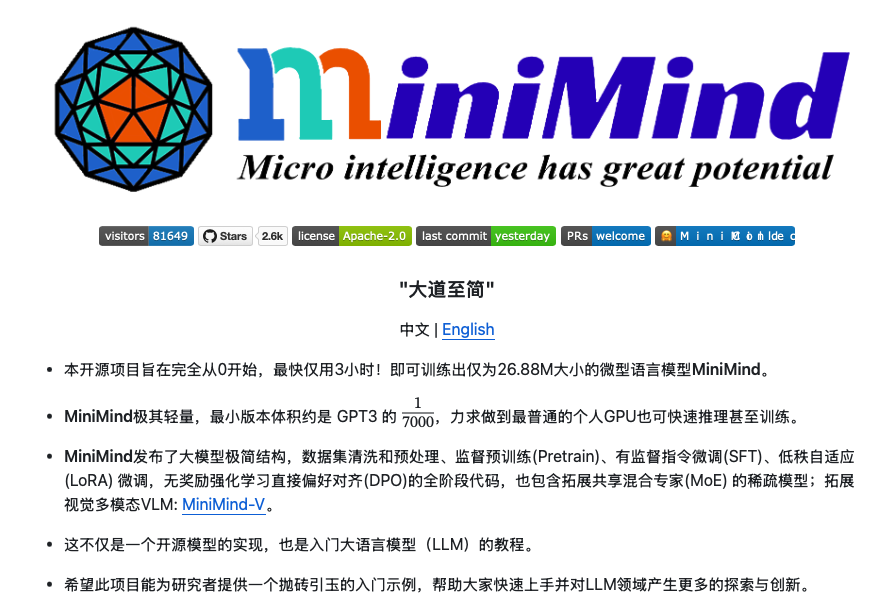 MiniMind
Micro intelligence has great potential
visitors 81649 Stars 2.6k license Apache-2.0 last commit yesterday PRs welcome 🤗 MiniMind
"大道至简"
中文 | English
• 本开源项目旨在完全从0开始，最快仅用3小时！即可训练出仅为26.88M大小的微型语言模型MiniMind。
• MiniMind极其轻量，最小版本体积约是 GPT3 的 1/7000，力求做到最普通的个人GPU也可快速推理甚至训练。
• MiniMind发布了大模型极简结构，数据集清洗和预处理、监督预训练(Pretrain)、有监督指令微调(SFT)、低秩自适应
(LoRA) 微调，无奖励强化学习直接偏好对齐(DPO)的全阶段代码，也包含拓展共享混合专家(MoE) 的稀疏模型；拓展
视觉多模态VLM: MiniMind-V。
• 这不仅是一个开源模型的实现，也是入门大语言模型（LLM）的教程。
• 希望此项目能为研究者提供一个抛砖引玉的入门示例，帮助大家快速上手并对LLM领域产生更多的探索与创新。